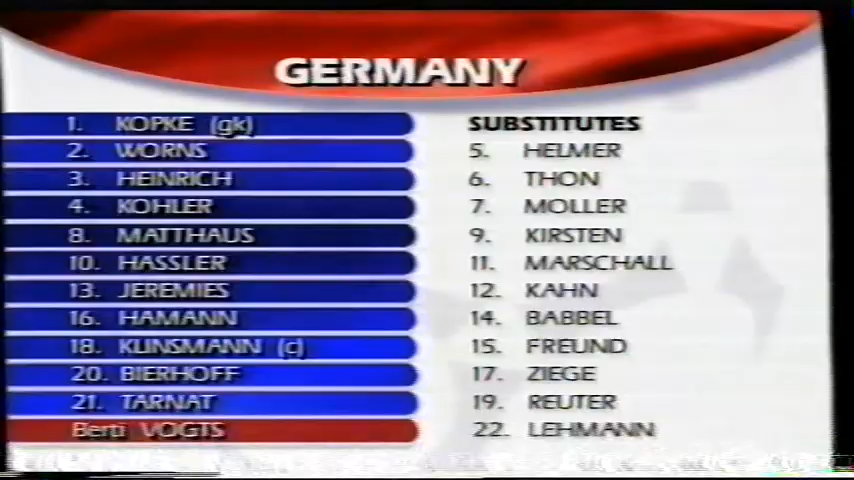 GERMANY
1. KOPKE (gk)
2. WORNS
3. HEINRICH
4. KOHLER
8. MATTHAUS
10. HASSLER
13. JEREMIES
16. HAMANN
18. KLINSMANN (c)
20. BIERHOFF
21. TARNAT
Berti VOGTS
SUBSTITUTES
5. HELMER
6. THON
7. MOLLER
9. KIRSTEN
11. MARSCHALL
12. KAHN
14. BABBEL
15. FREUND
17. ZIEGE
19. REUTER
22. LEHMANN